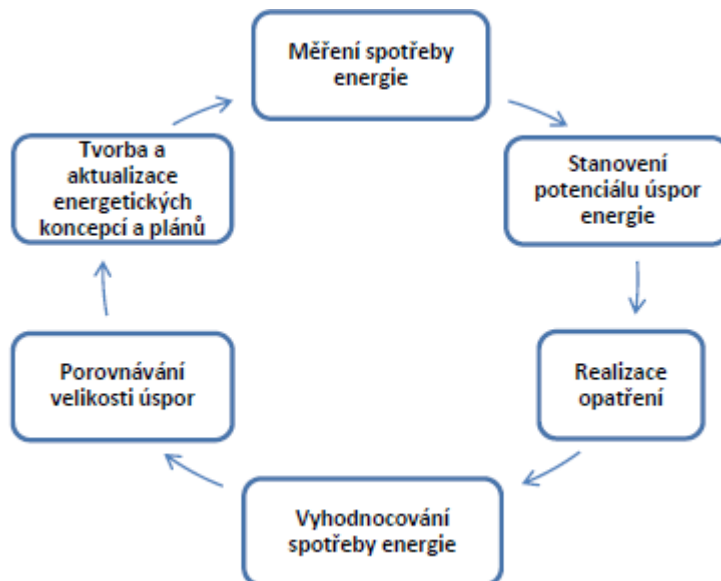 Měření spotřeby
energie
Stanovení
potenciálu úspor
energie
Realizace
opatření
Vyhodnocování
spotřeby energie
Porovnávání
velikosti úspor
Tvorba a
aktualizace
energetických
koncepcí a plánů